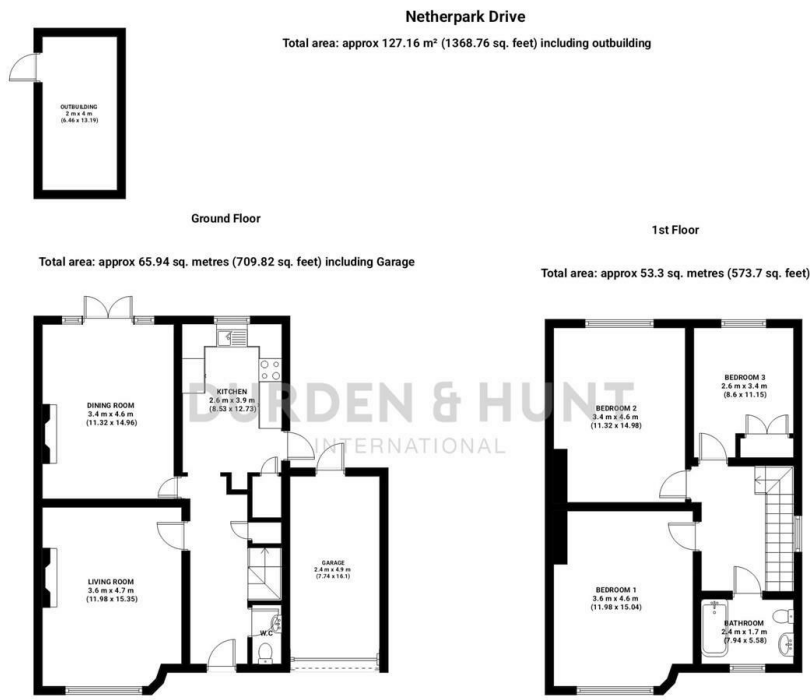 Netherpark Drive
Total area: approx 127.16 m² (1368.76 sq. feet) including outbuilding
OUTBUILDING
2 m x 4 m
(6.46 x 13.19)
Ground Floor
Total area: approx 65.94 sq. metres (709.82 sq. feet) including Garage
1st Floor
Total area: approx 53.3 sq. metres (573.7 sq. feet)
DINING ROOM
3.4 m x 4.6 m
(11.32 x 14.96)
KITCHEN
2.6 m x 3.9 m
(8.53 x 12.73)
LIVING ROOM
3.6 m x 4.7 m
(11.98 x 15.35)
W.C
GARAGE
2.4 m x 4.9 m
(7.74 x 16.1)
BEDROOM 2
3.4 m x 4.6 m
(11.32 x 14.98)
BEDROOM 3
2.6 m x 3.4 m
(8.6 x 11.15)
BEDROOM 1
3.6 m x 4.6 m
(11.98 x 15.04)
BATHROOM
2.4 m x 1.7 m
(7.94 x 5.58)
DURDEN & HUNT
INTERNATIONAL